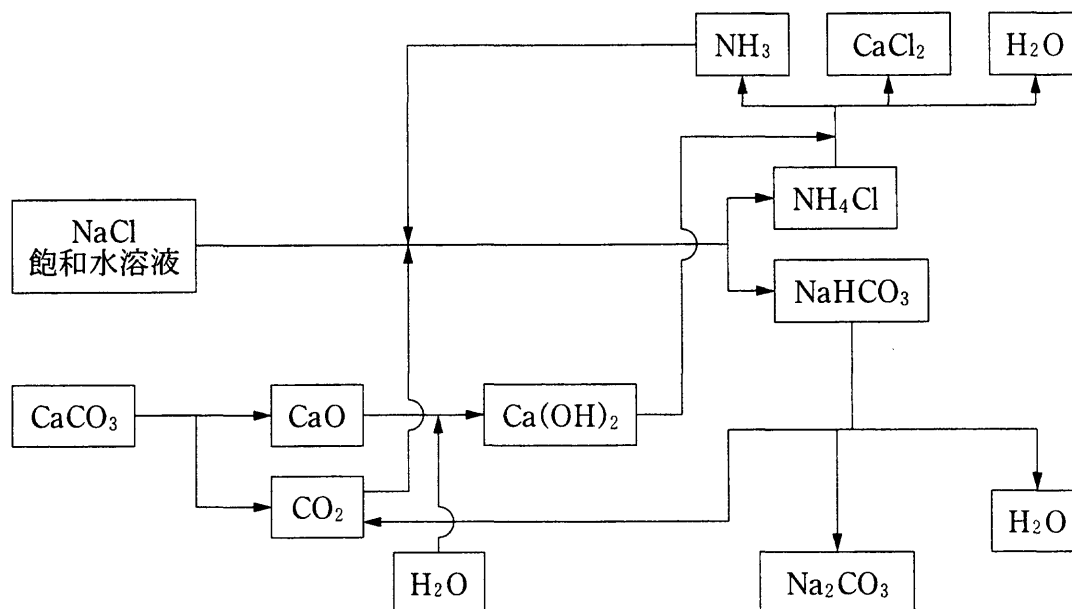 NH₃
CaCl₂
H₂O
NH₄Cl
NaCl
飽和水溶液
NaHCO₃
CaCO₃
CaO
Ca(OH)₂
CO₂
H₂O
H₂O
Na₂CO₃